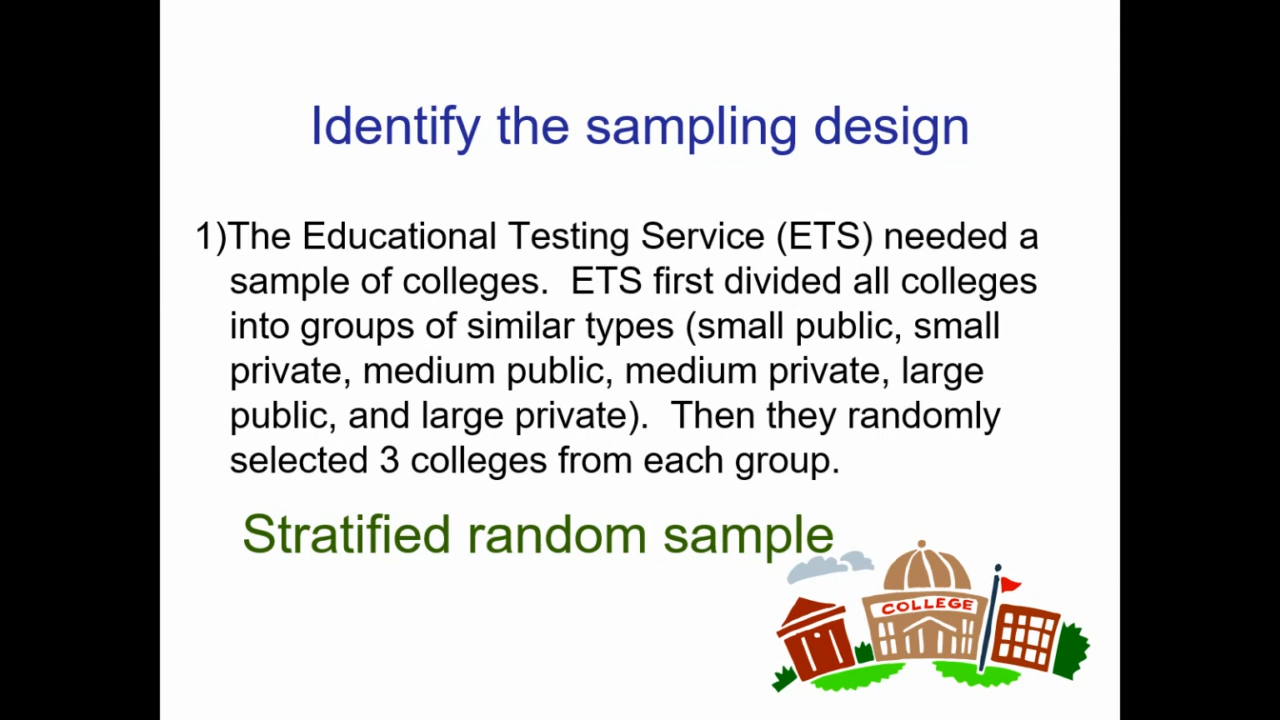 Identify the sampling design
1)The Educational Testing Service (ETS) needed a
sample of colleges.  ETS first divided all colleges
into groups of similar types (small public, small
private, medium public, medium private, large
public, and large private).  Then they randomly
selected 3 colleges from each group.
Stratified random sample
COLLEGE